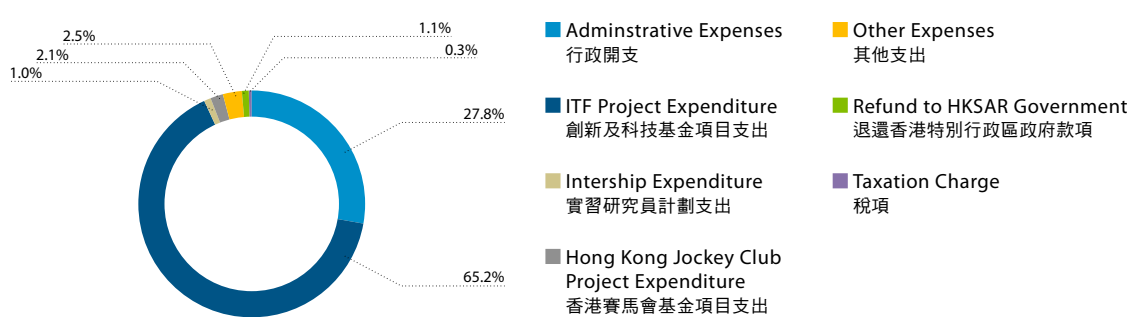 2.5%
2.1%
1.0%
1.1%
0.3%
27.8%
65.2%
Adminstrative Expenses
行政開支
ITF Project Expenditure
創新及科技基金項目支出
Intership Expenditure
實習研究員計劃支出
Hong Kong Jockey Club
Project Expenditure
香港賽馬會基金項目支出
Other Expenses
其他支出
Refund to HKSAR Government
退還香港特別行政區政府款項
Taxation Charge
稅項